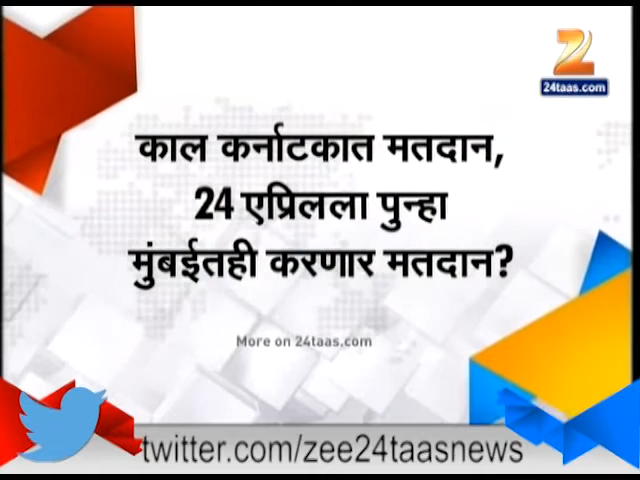 24taas.com
काल कर्नाटकात मतदान,
24 एप्रिलला पुन्हा
मुंबईतही करणार मतदान?
More on 24taas.com
twitter.com/zee24taasnews